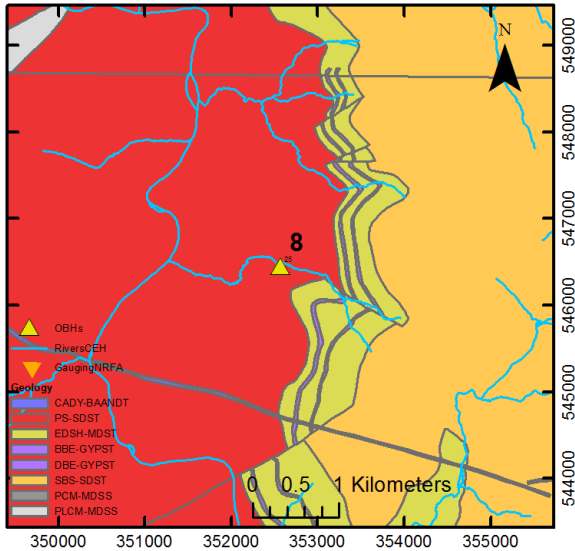 N
8
25
OBHs
RiversCEH
GaugingNRFA
Geology
CADY-BAANDT
PS-SDST
EDSH-MDST
BBE-GYPST
DBE-GYPST
SBS-SDST
PCM-MDSS
PLCM-MDSS
0 0.5 1 Kilometers
350000 351000 352000 353000 354000 355000
549000
548000
547000
546000
545000
544000